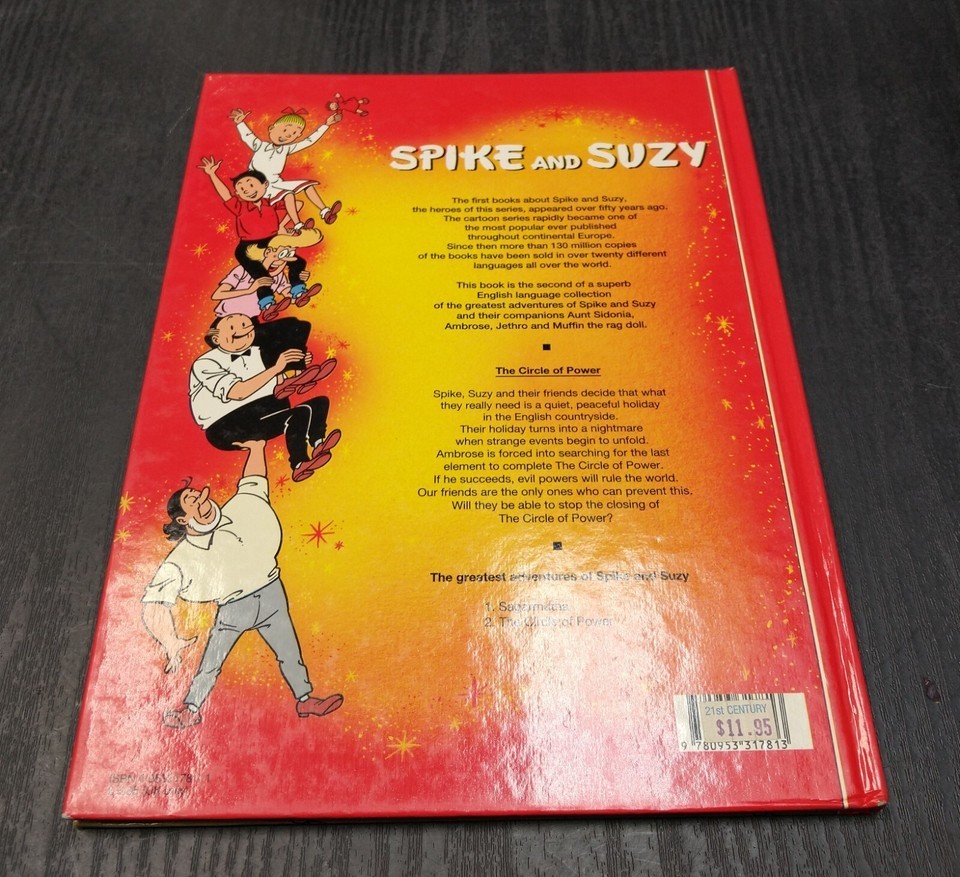 SPIKE AND SUZY
The first books about Spike and Suzy,
the heroes of this series, appeared over fifty years ago.
The cartoon series rapidly became one of
the most popular ever published
throughout continental Europe.
Since then more than 130 million copies
of the books have been sold in over twenty different
languages all over the world.
This book is the second of a superb
English language collection
of the greatest adventures of Spike and Suzy
and their companions Aunt Sidonia,
Ambrose, Jethro and Muffin the rag doll.
The Circle of Power
Spike, Suzy and their friends decide that what
they really need is a quiet, peaceful holiday
in the English countryside.
Their holiday turns into a nightmare
when strange events begin to unfold.
Ambrose is forced into searching for the last
element to complete The Circle of Power.
If he succeeds, evil powers will rule the world.
Our friends are the only ones who can prevent this.
Will they be able to stop the closing of
The Circle of Power?
The greatest adventures of Spike and Suzy
1.
2. The Circle of Power
21st CENTURY
$11.95
9 780953 317813
ISBN